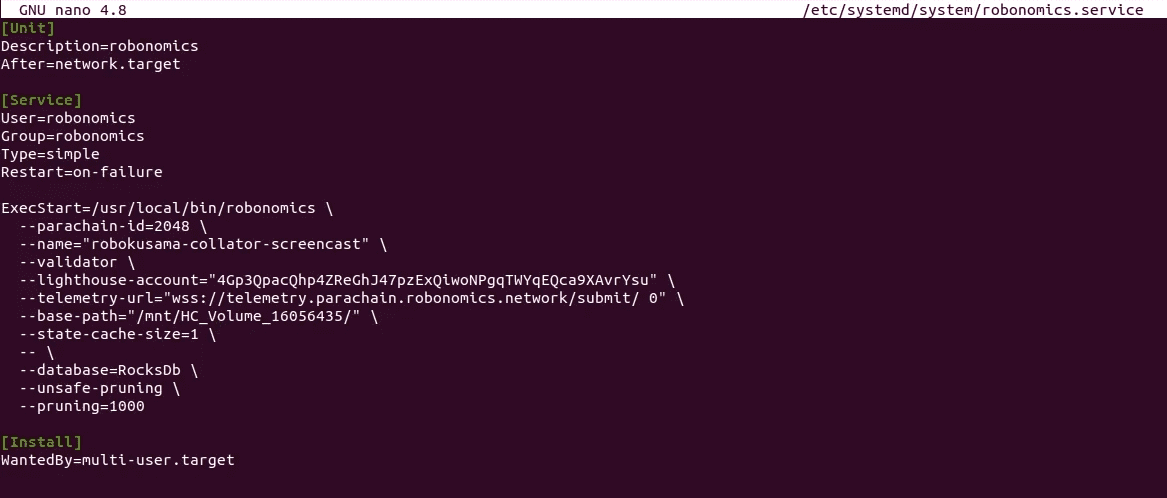 GNU nano 4.8 /etc/systemd/system/robonomics.service
[Unit]
Description=robonomics
After=network.target
[Service]
User=robonomics
Group=robonomics
Type=simple
Restart=on-failure
ExecStart=/usr/local/bin/robonomics \
--parachain-id=2048 \
--name="robokusama-collator-screencast" \
--validator \
--lighthouse-account="4Gp3QpacQhp4ZReGhJ47pzExQiwoNPgqTWYqEQca9XAvrYsu" \
--telemetry-url="wss://telemetry.parachain.robonomics.network/submit/ 0" \
--base-path="/mnt/HC_Volume_16056435/" \
--state-cache-size=1 \
-- \
--database=RocksDb \
--unsafe-pruning \
--pruning=1000
[Install]
WantedBy=multi-user.target